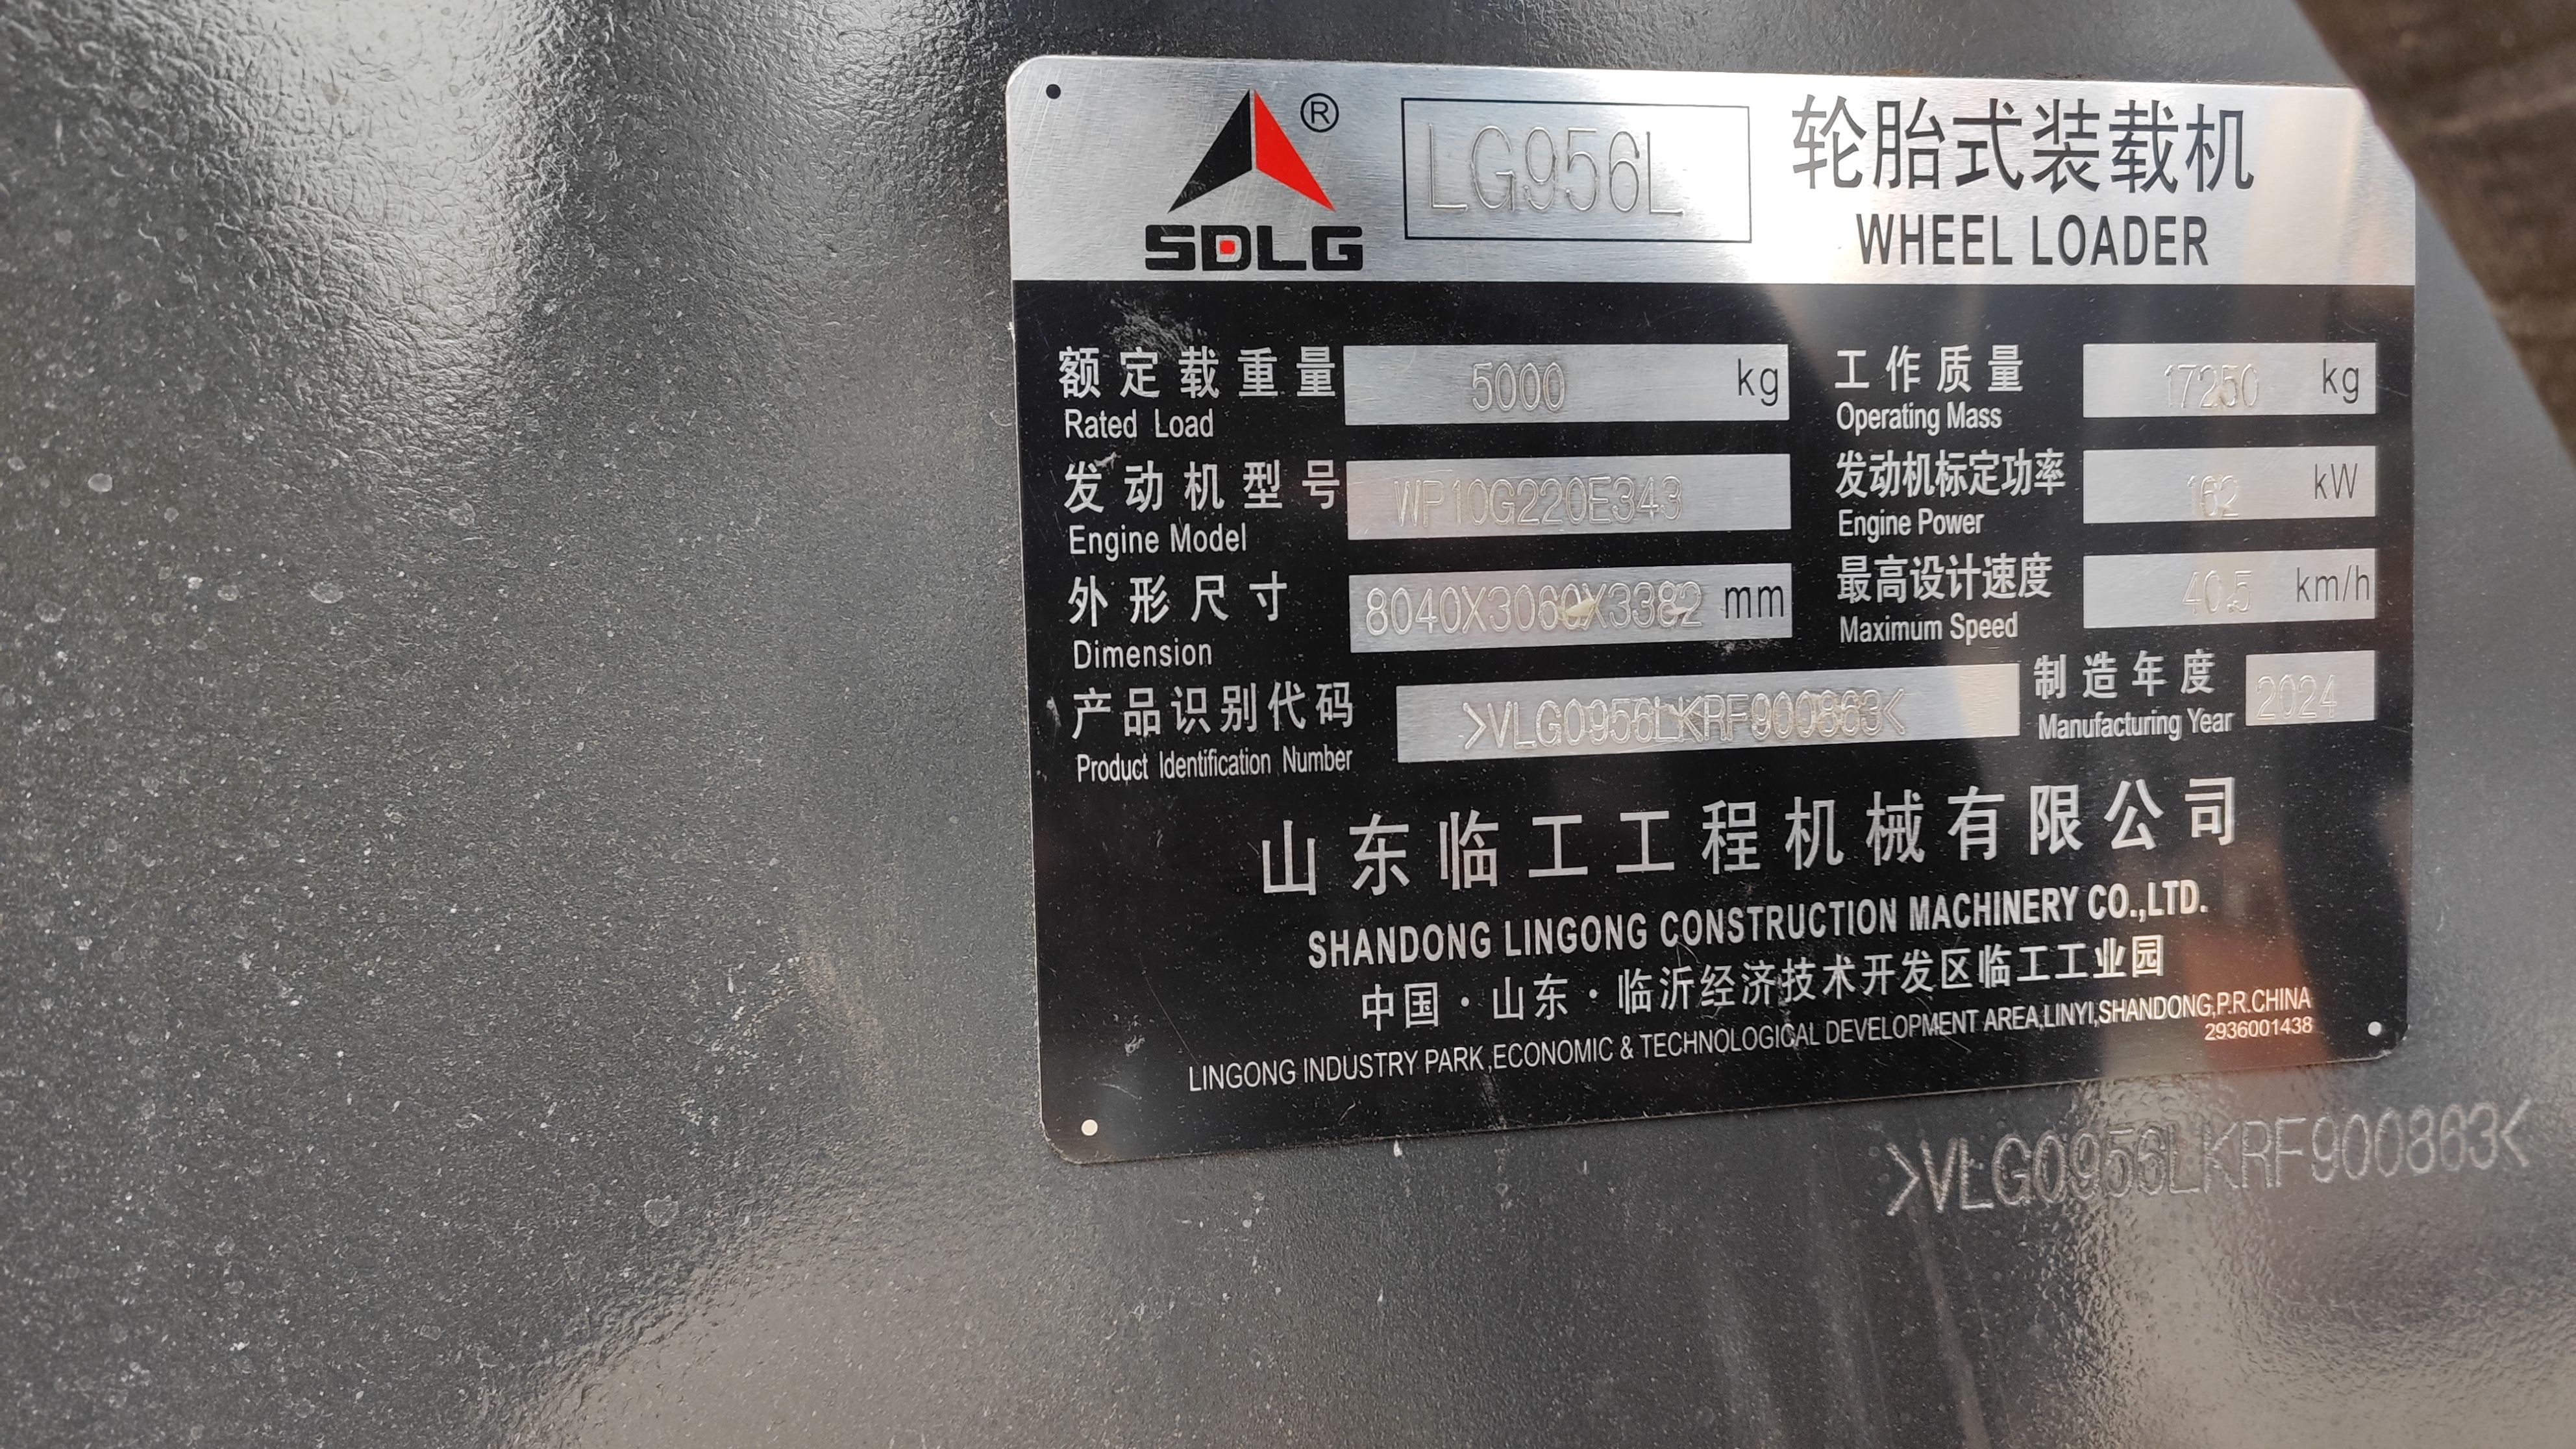 SDLG ® LG956L 轮胎式装载机
WHEEL LOADER
额定载重量 5000 kg 工作质量 17250 kg
Rated Load Operating Mass
发动机型号 WP10G220E343 发动机标定功率 162 kW
Engine Model Engine Power
外形尺寸 8040X3060X3382 mm 最高设计速度 40.5 km/h
Dimension Maximum Speed
产品识别代码 >VLG0956LKRF900863< 制造年度 2024
Product Identification Number Manufacturing Year
山东临工工程机械有限公司
SHANDONG LINGONG CONSTRUCTION MACHINERY CO.,LTD.
中国·山东·临沂经济技术开发区临工工业园
LINGONG INDUSTRY PARK,ECONOMIC & TECHNOLOGICAL DEVELOPMENT AREA,LINYI,SHANDONG,P.R.CHINA
2936001438
>VLG0956LKRF900863<